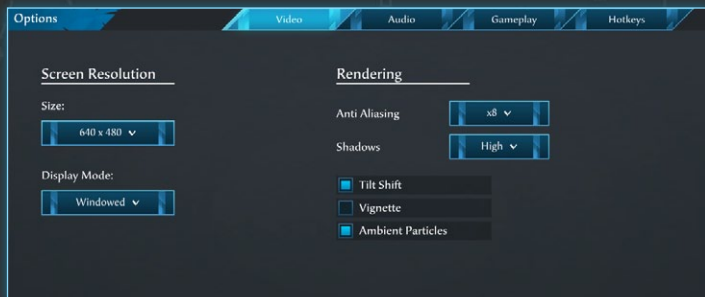 Options
Video
Audio
Gameplay
Hotkeys
Screen Resolution
Size:
640 x 480
Display Mode:
Windowed
Rendering
Anti Aliasing
x8
Shadows
High
Tilt Shift
Vignette
Ambient Particles